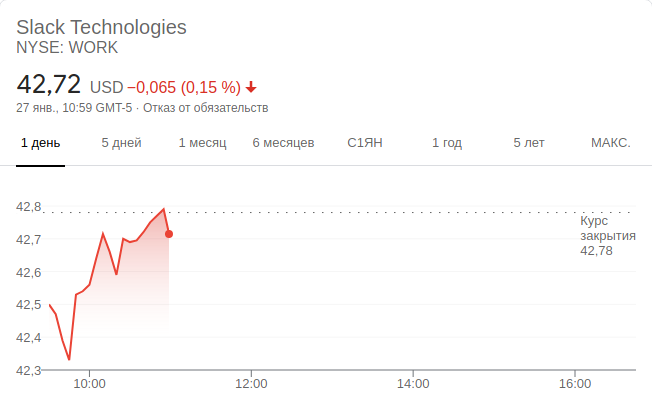 Slack Technologies
NYSE: WORK
42,72 USD −0,065 (0,15 %)
27 янв., 10:59 GMT-5 · Отказ от обязательств
1 день 5 дней 1 месяц 6 месяцев С1ЯН 1 год 5 лет МАКС.
42,8
42,7
42,6
42,5
42,4
42,3
Курс
закрытия
42,78
10:00 12:00 14:00 16:00